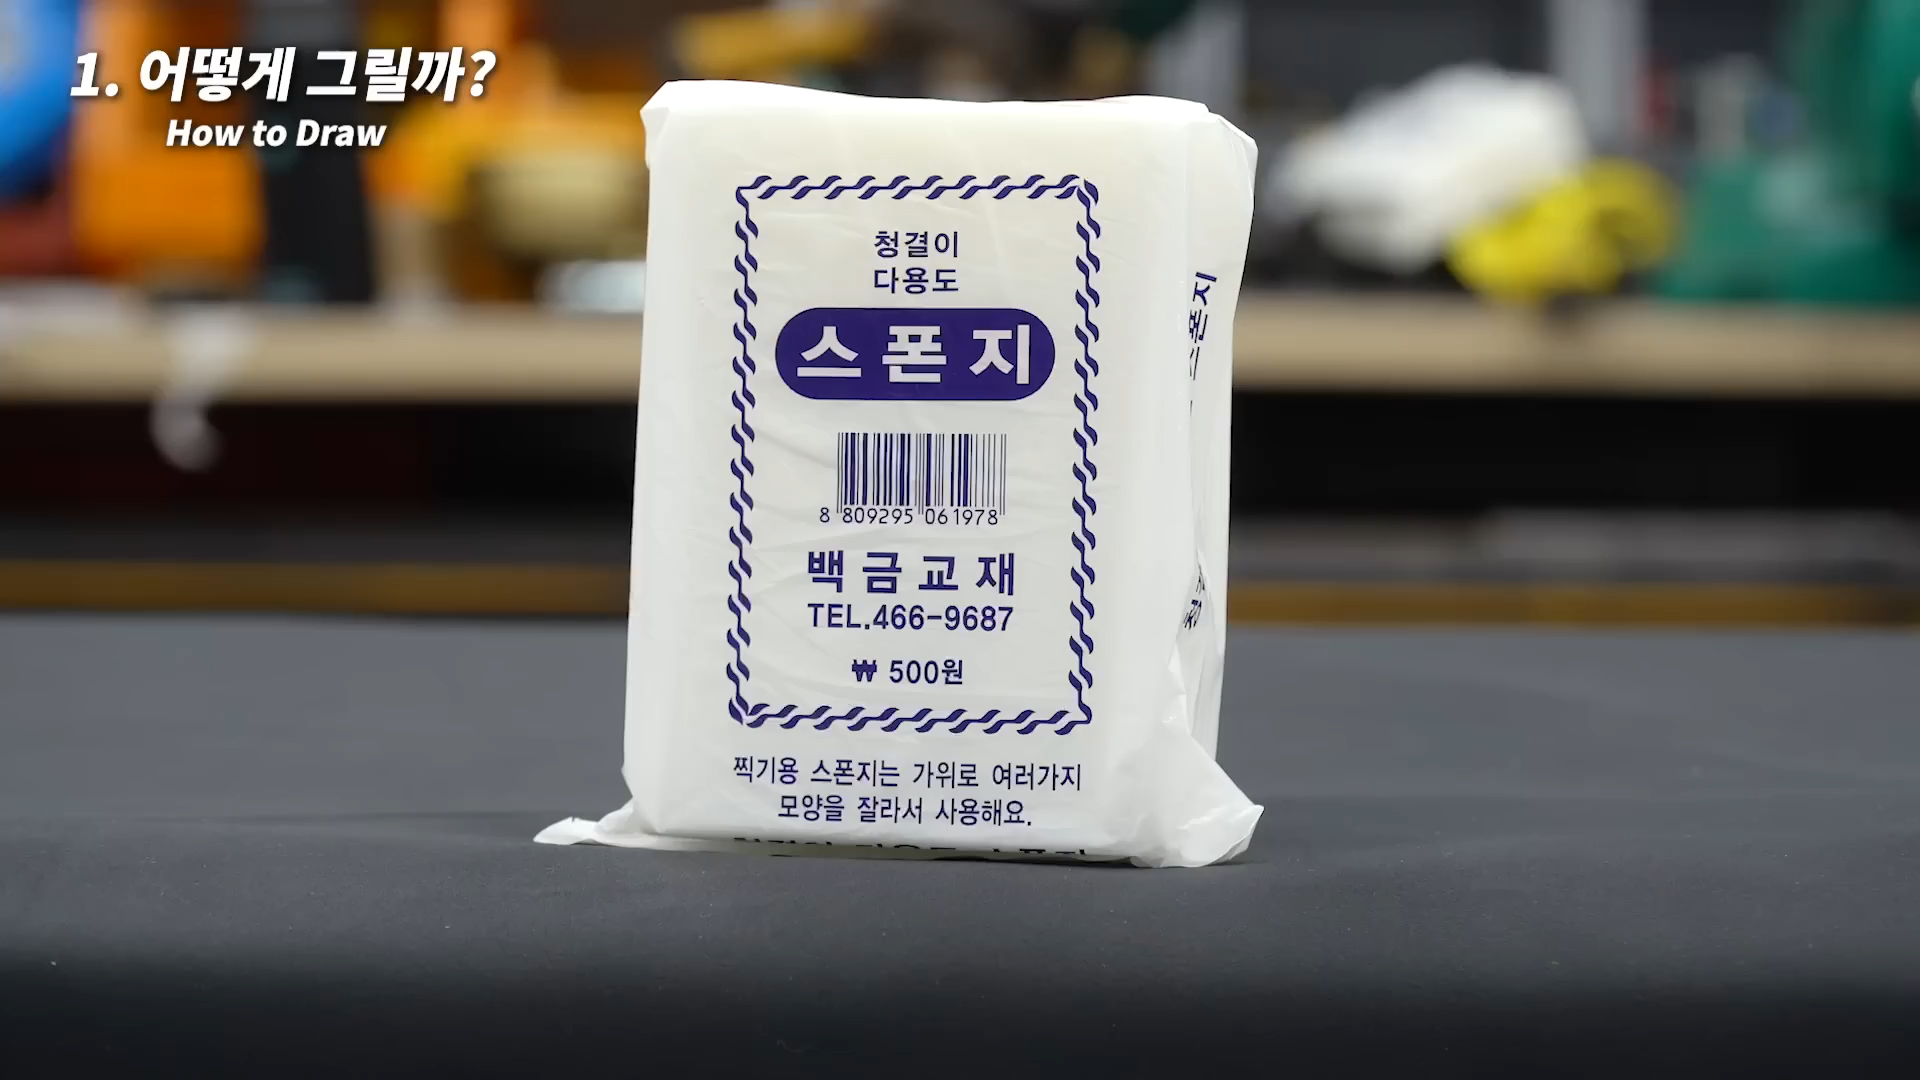 1. 어떻게 그릴까?
How to Draw
청결이
다용도
스폰지
8 809295 061978
백금교재
TEL.466-9687
₩ 500원
찍기용 스폰지는 가위로 여러가지
모양을 잘라서 사용해요.
스폰지